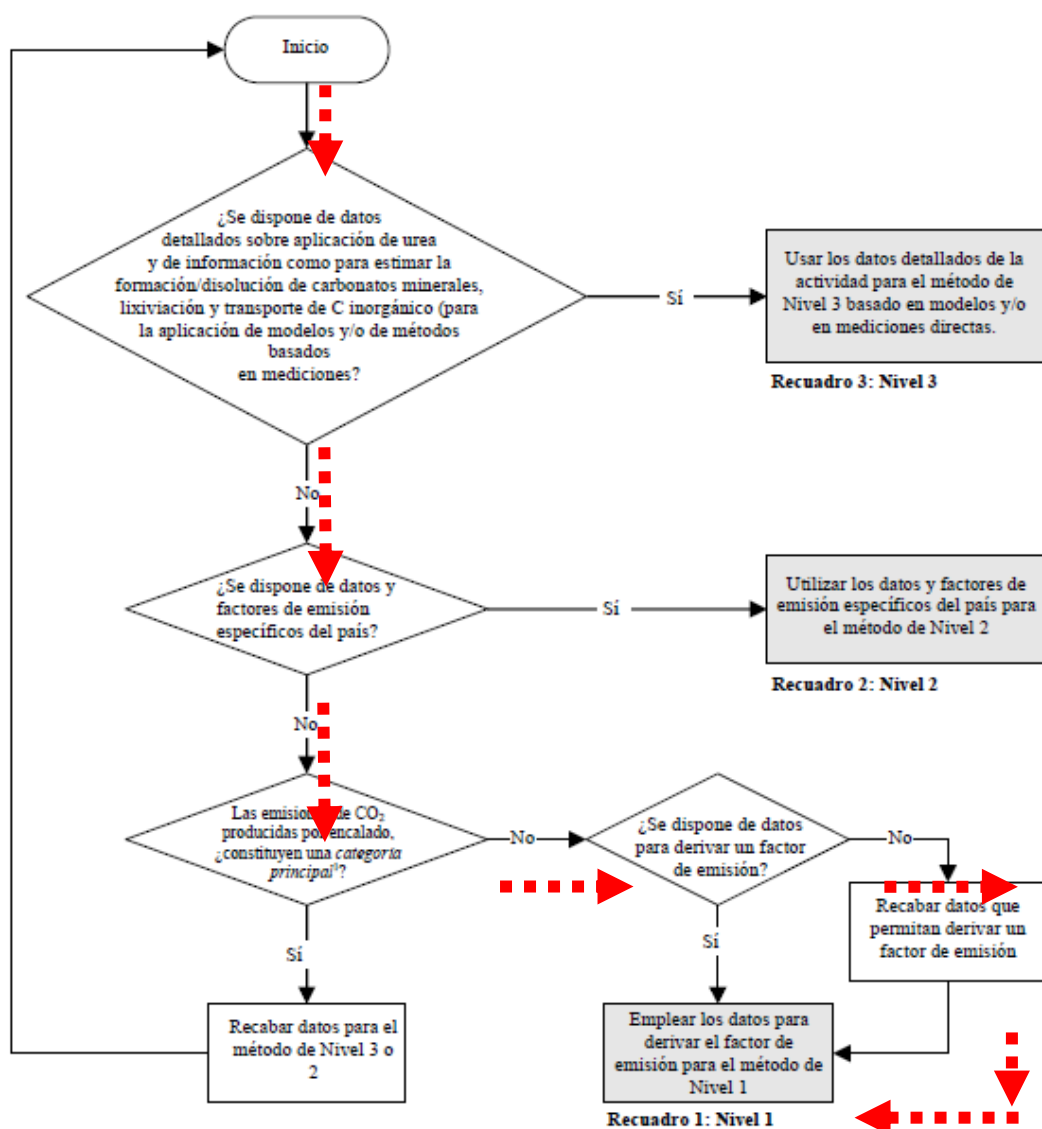 Inicio
¿Se dispone de datos
detallados sobre aplicación de urea
y de información como para estimar la
formación/disolución de carbonatos minerales,
lixiviación y transporte de C inorgánico (para
la aplicación de modelos y/o de métodos
basados
en mediciones?
Sí
Usar los datos detallados de la
actividad para el método de
Nivel 3 basado en modelos y/o
en mediciones directas.
Recuadro 3: Nivel 3
No
¿Se dispone de datos y
factores de emisión
específicos del país?
Sí
Utilizar los datos y factores de
emisión específicos del país para
el método de Nivel 2
Recuadro 2: Nivel 2
No
Las emisiones de CO₂
producidas por encalado,
¿constituyen una categoría
principal¹?
No
¿Se dispone de datos
para derivar un factor
de emisión?
No
Recabar datos que
permitan derivar un
factor de emisión
Sí
Sí
Recabar datos para el
método de Nivel 3 o
2
Emplear los datos para
derivar el factor de
emisión para el método de
Nivel 1
Recuadro 1: Nivel 1